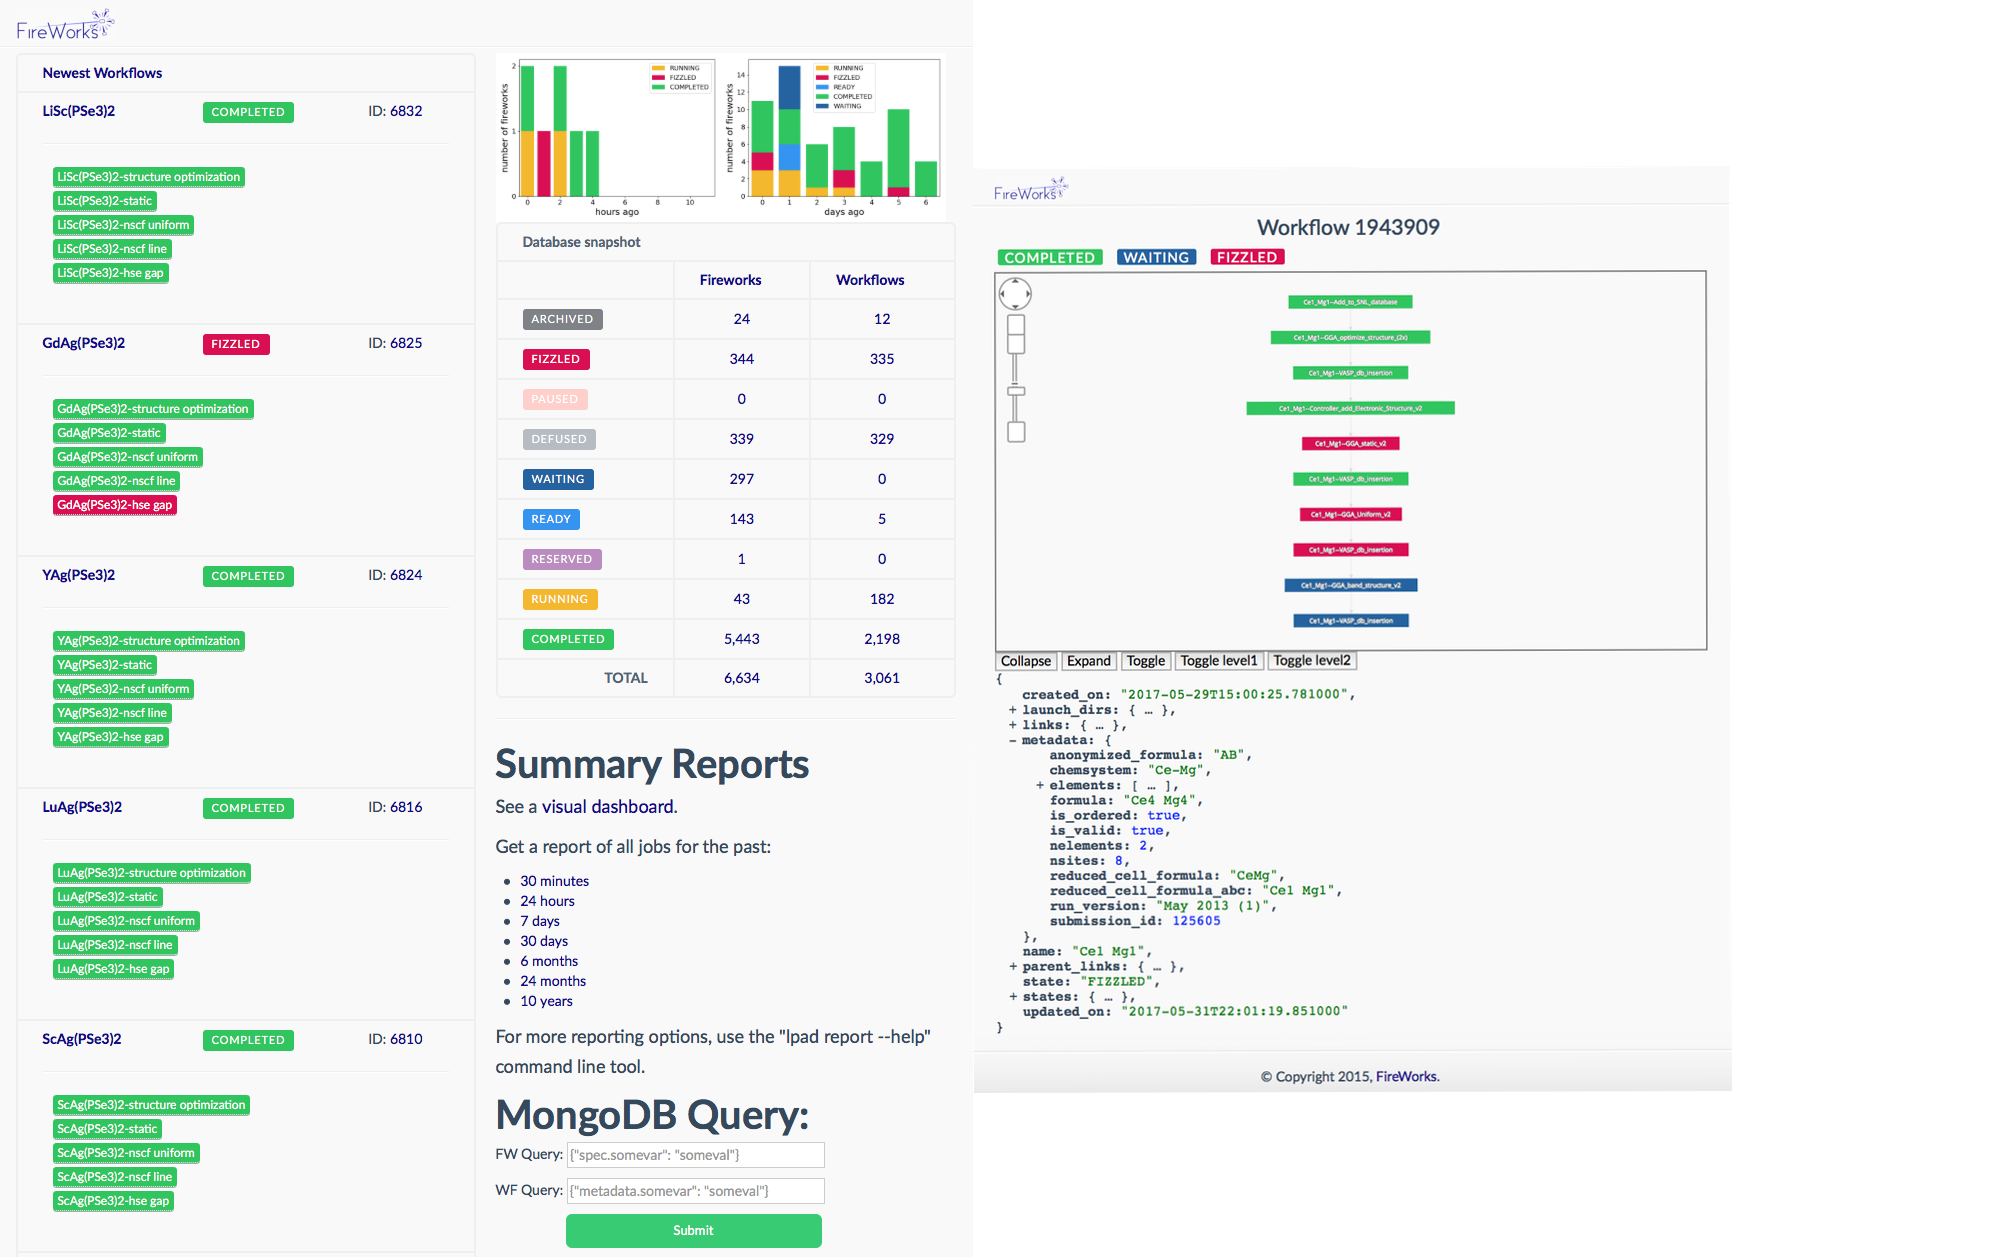 FireWorks
Newest Workflows
LiSc(PSe3)2 COMPLETED ID: 6832
LiSc(PSe3)2-structure optimization
LiSc(PSe3)2-static
LiSc(PSe3)2-nscf uniform
LiSc(PSe3)2-nscf line
LiSc(PSe3)2-hse gap
GdAg(PSe3)2 FIZZLED ID: 6825
GdAg(PSe3)2-structure optimization
GdAg(PSe3)2-static
GdAg(PSe3)2-nscf uniform
GdAg(PSe3)2-nscf line
GdAg(PSe3)2-hse gap
YAg(PSe3)2 COMPLETED ID: 6824
YAg(PSe3)2-structure optimization
YAg(PSe3)2-static
YAg(PSe3)2-nscf uniform
YAg(PSe3)2-nscf line
YAg(PSe3)2-hse gap
LuAg(PSe3)2 COMPLETED ID: 6816
LuAg(PSe3)2-structure optimization
LuAg(PSe3)2-static
LuAg(PSe3)2-nscf uniform
LuAg(PSe3)2-nscf line
LuAg(PSe3)2-hse gap
ScAg(PSe3)2 COMPLETED ID: 6810
ScAg(PSe3)2-structure optimization
ScAg(PSe3)2-static
ScAg(PSe3)2-nscf uniform
ScAg(PSe3)2-nscf line
ScAg(PSe3)2-hse gap
number of fireworks
2
1
0
RUNNING
FIZZLED
COMPLETED
0 2 4 6 8 10
hours ago
number of fireworks
14
12
10
8
6
4
2
0
RUNNING
FIZZLED
READY
COMPLETED
WAITING
0 1 2 3 4 5 6
days ago
Database snapshot
Fireworks Workflows
ARCHIVED 24 12
FIZZLED 344 335
PAUSED 0 0
DEFUSED 339 329
WAITING 297 0
READY 143 5
RESERVED 1 0
RUNNING 43 182
COMPLETED 5,443 2,198
TOTAL 6,634 3,061
Summary Reports
See a visual dashboard.
Get a report of all jobs for the past:
• 30 minutes
• 24 hours
• 7 days
• 30 days
• 6 months
• 24 months
• 10 years
For more reporting options, use the "lpad report --help"
command line tool.
MongoDB Query:
FW Query: {"spec.somevar": "someval"}
WF Query: {"metadata.somevar": "someval"}
Submit
FireWorks
Workflow 1943909
COMPLETED WAITING FIZZLED
Ce1_Mg1--Add_to_SNL_database
Ce1_Mg1--GGA_optimize_structure_(2x)
Ce1_Mg1--VASP_db_insertion
Ce1_Mg1--Controller_add_Electronic_Structure_v2
Ce1_Mg1--GGA_static_v2
Ce1_Mg1--VASP_db_insertion
Ce1_Mg1--GGA_Uniform_v2
Ce1_Mg1--VASP_db_insertion
Ce1_Mg1--GGA_band_structure_v2
Ce1_Mg1--VASP_db_insertion
Collapse Expand Toggle Toggle level1 Toggle level2
{
created_on: "2017-05-29T15:00:25.781000",
+ launch_dirs: { … },
+ links: { … },
– metadata: {
anonymized_formula: "AB",
chemsystem: "Ce-Mg",
+ elements: [ … ],
formula: "Ce4 Mg4",
is_ordered: true,
is_valid: true,
nelements: 2,
nsites: 8,
reduced_cell_formula: "CeMg",
reduced_cell_formula_abc: "Ce1 Mg1",
run_version: "May 2013 (1)",
submission_id: 125605
},
name: "Ce1 Mg1",
+ parent_links: { … },
state: "FIZZLED",
+ states: { … },
updated_on: "2017-05-31T22:01:19.851000"
}
© Copyright 2015, FireWorks.